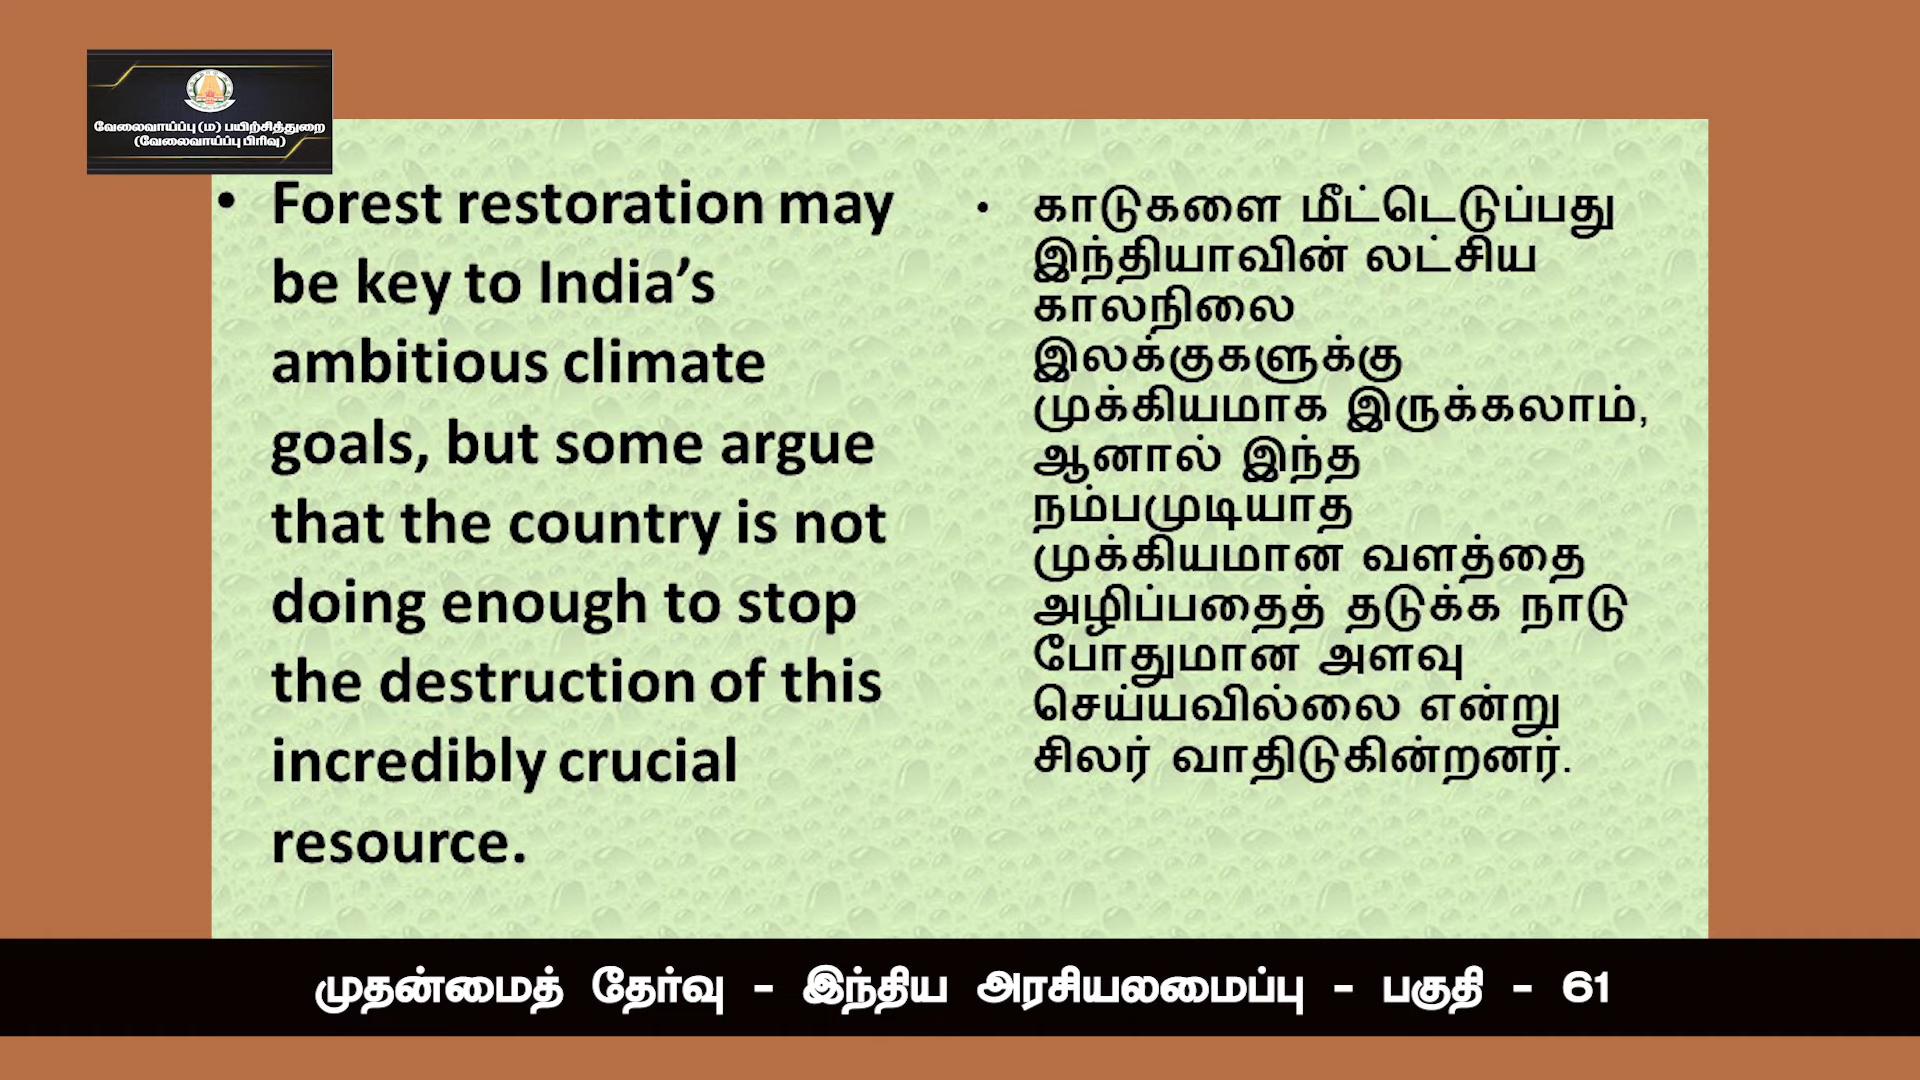 வேலைவாய்ப்பு (ம) பயிற்சித்துறை
(வேலைவாய்ப்பு பிரிவு)
• Forest restoration may
be key to India’s
ambitious climate
goals, but some argue
that the country is not
doing enough to stop
the destruction of this
incredibly crucial
resource.
• காடுகளை மீட்டெடுப்பது
இந்தியாவின் லட்சிய
காலநிலை
இலக்குகளுக்கு
முக்கியமாக இருக்கலாம்,
ஆனால் இந்த
நம்பமுடியாத
முக்கியமான வளத்தை
அழிப்பதைத் தடுக்க நாடு
போதுமான அளவு
செய்யவில்லை என்று
சிலர் வாதிடுகின்றனர்.
முதன்மைத் தேர்வு - இந்திய அரசியலமைப்பு - பகுதி - 61